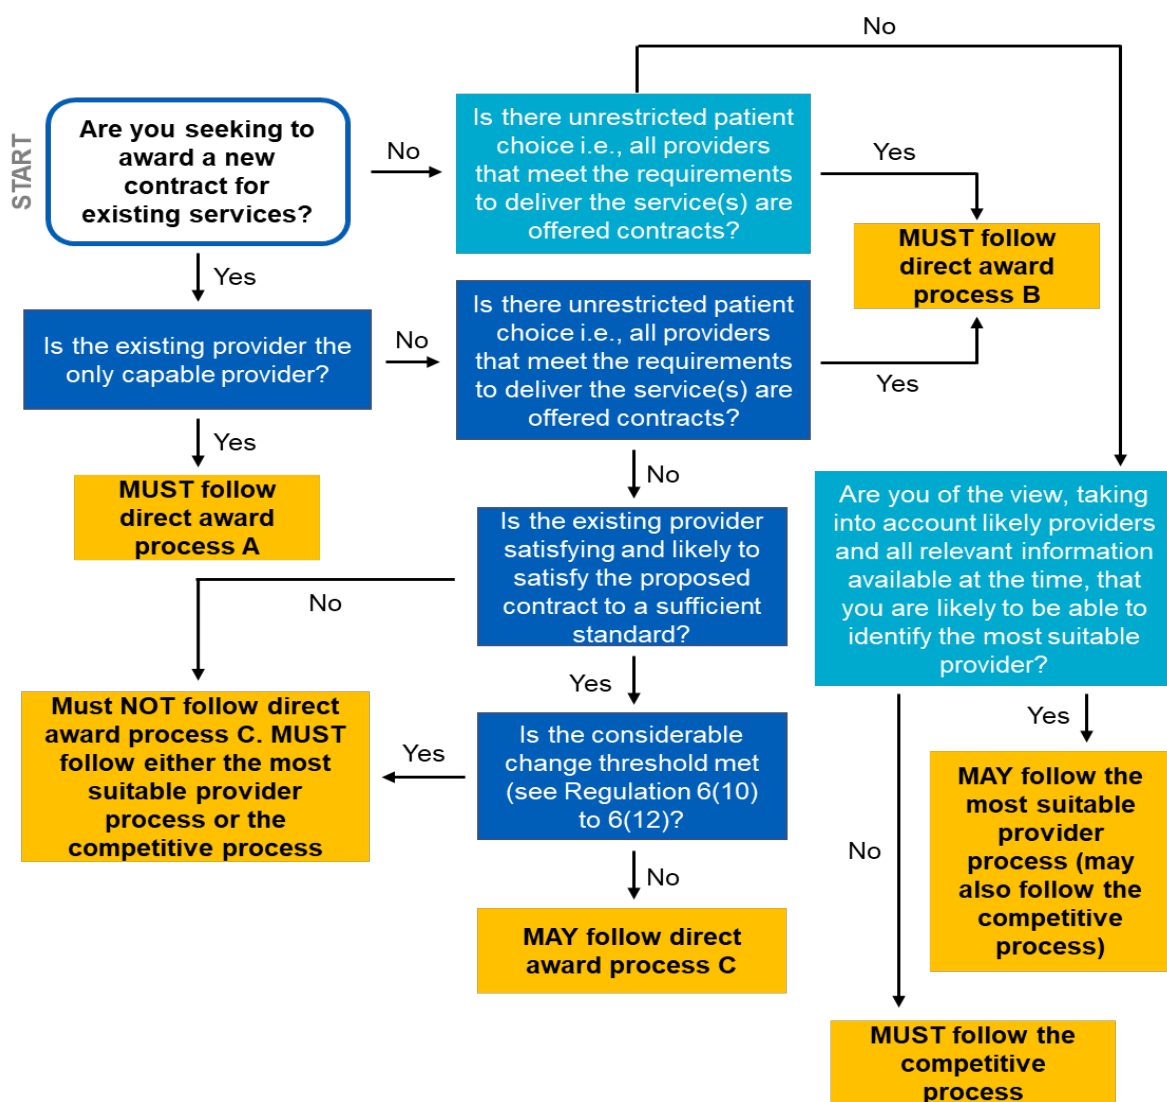 START
Are you seeking to
award a new
contract for
existing services?
No
Is there unrestricted patient
choice i.e., all providers
that meet the requirements
to deliver the service(s) are
offered contracts?
No
Yes
MUST follow
direct award
process B
Yes
Is the existing provider the
only capable provider?
No
Is there unrestricted patient
choice i.e., all providers
that meet the requirements
to deliver the service(s) are
offered contracts?
Yes
Yes
MUST follow
direct award
process A
No
Is the existing provider
satisfying and likely to
satisfy the proposed
contract to a sufficient
standard?
No
Yes
Must NOT follow direct
award process C. MUST
follow either the most
suitable provider
process or the
competitive process
Yes
Is the considerable
change threshold met
(see Regulation 6(10)
to 6(12)?
No
MAY follow direct
award process C
Are you of the view, taking
into account likely providers
and all relevant information
available at the time, that
you are likely to be able to
identify the most suitable
provider?
Yes
MAY follow the
most suitable
provider
process (may
also follow the
competitive
process)
No
MUST follow the
competitive
process